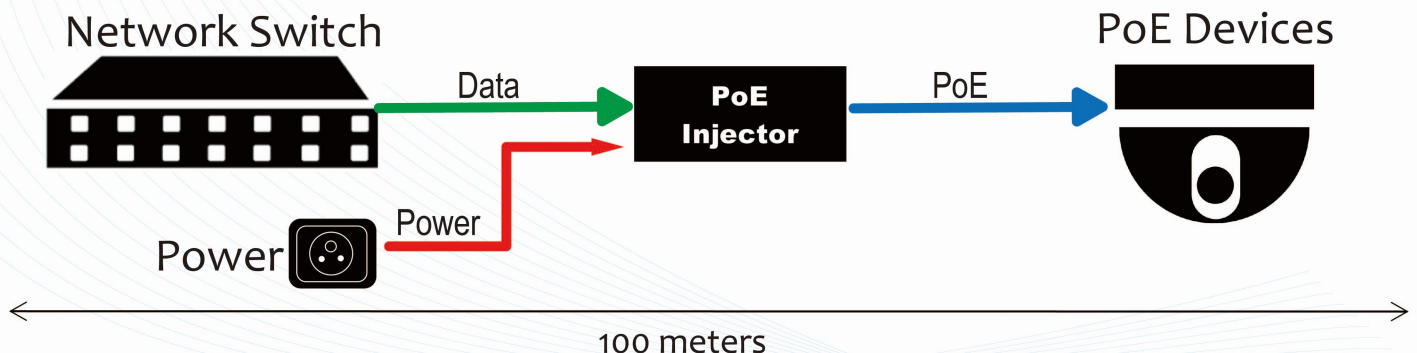 Network Switch
PoE Devices
Data
PoE
Injector
PoE
Power
Power
100 meters